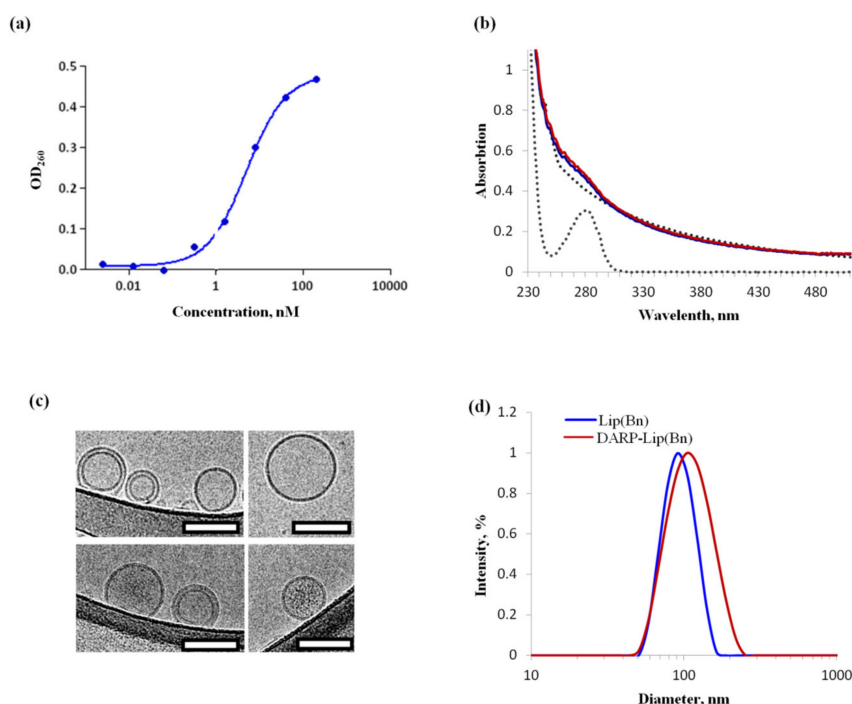 (a)
0.5
0.4
0.3
0.2
0.1
0.0
OD260
0.01 1 100 10000
Concentration, nM
(b)
1
0.8
0.6
0.4
0.2
0
Absorbtion
230 280 330 380 430 480
Wavelenth, nm
(c)
(d)
1.2
1
0.8
0.6
0.4
0.2
0
Intensity, %
Lip(Bn)
DARP-Lip(Bn)
10 100 1000
Diameter, nm